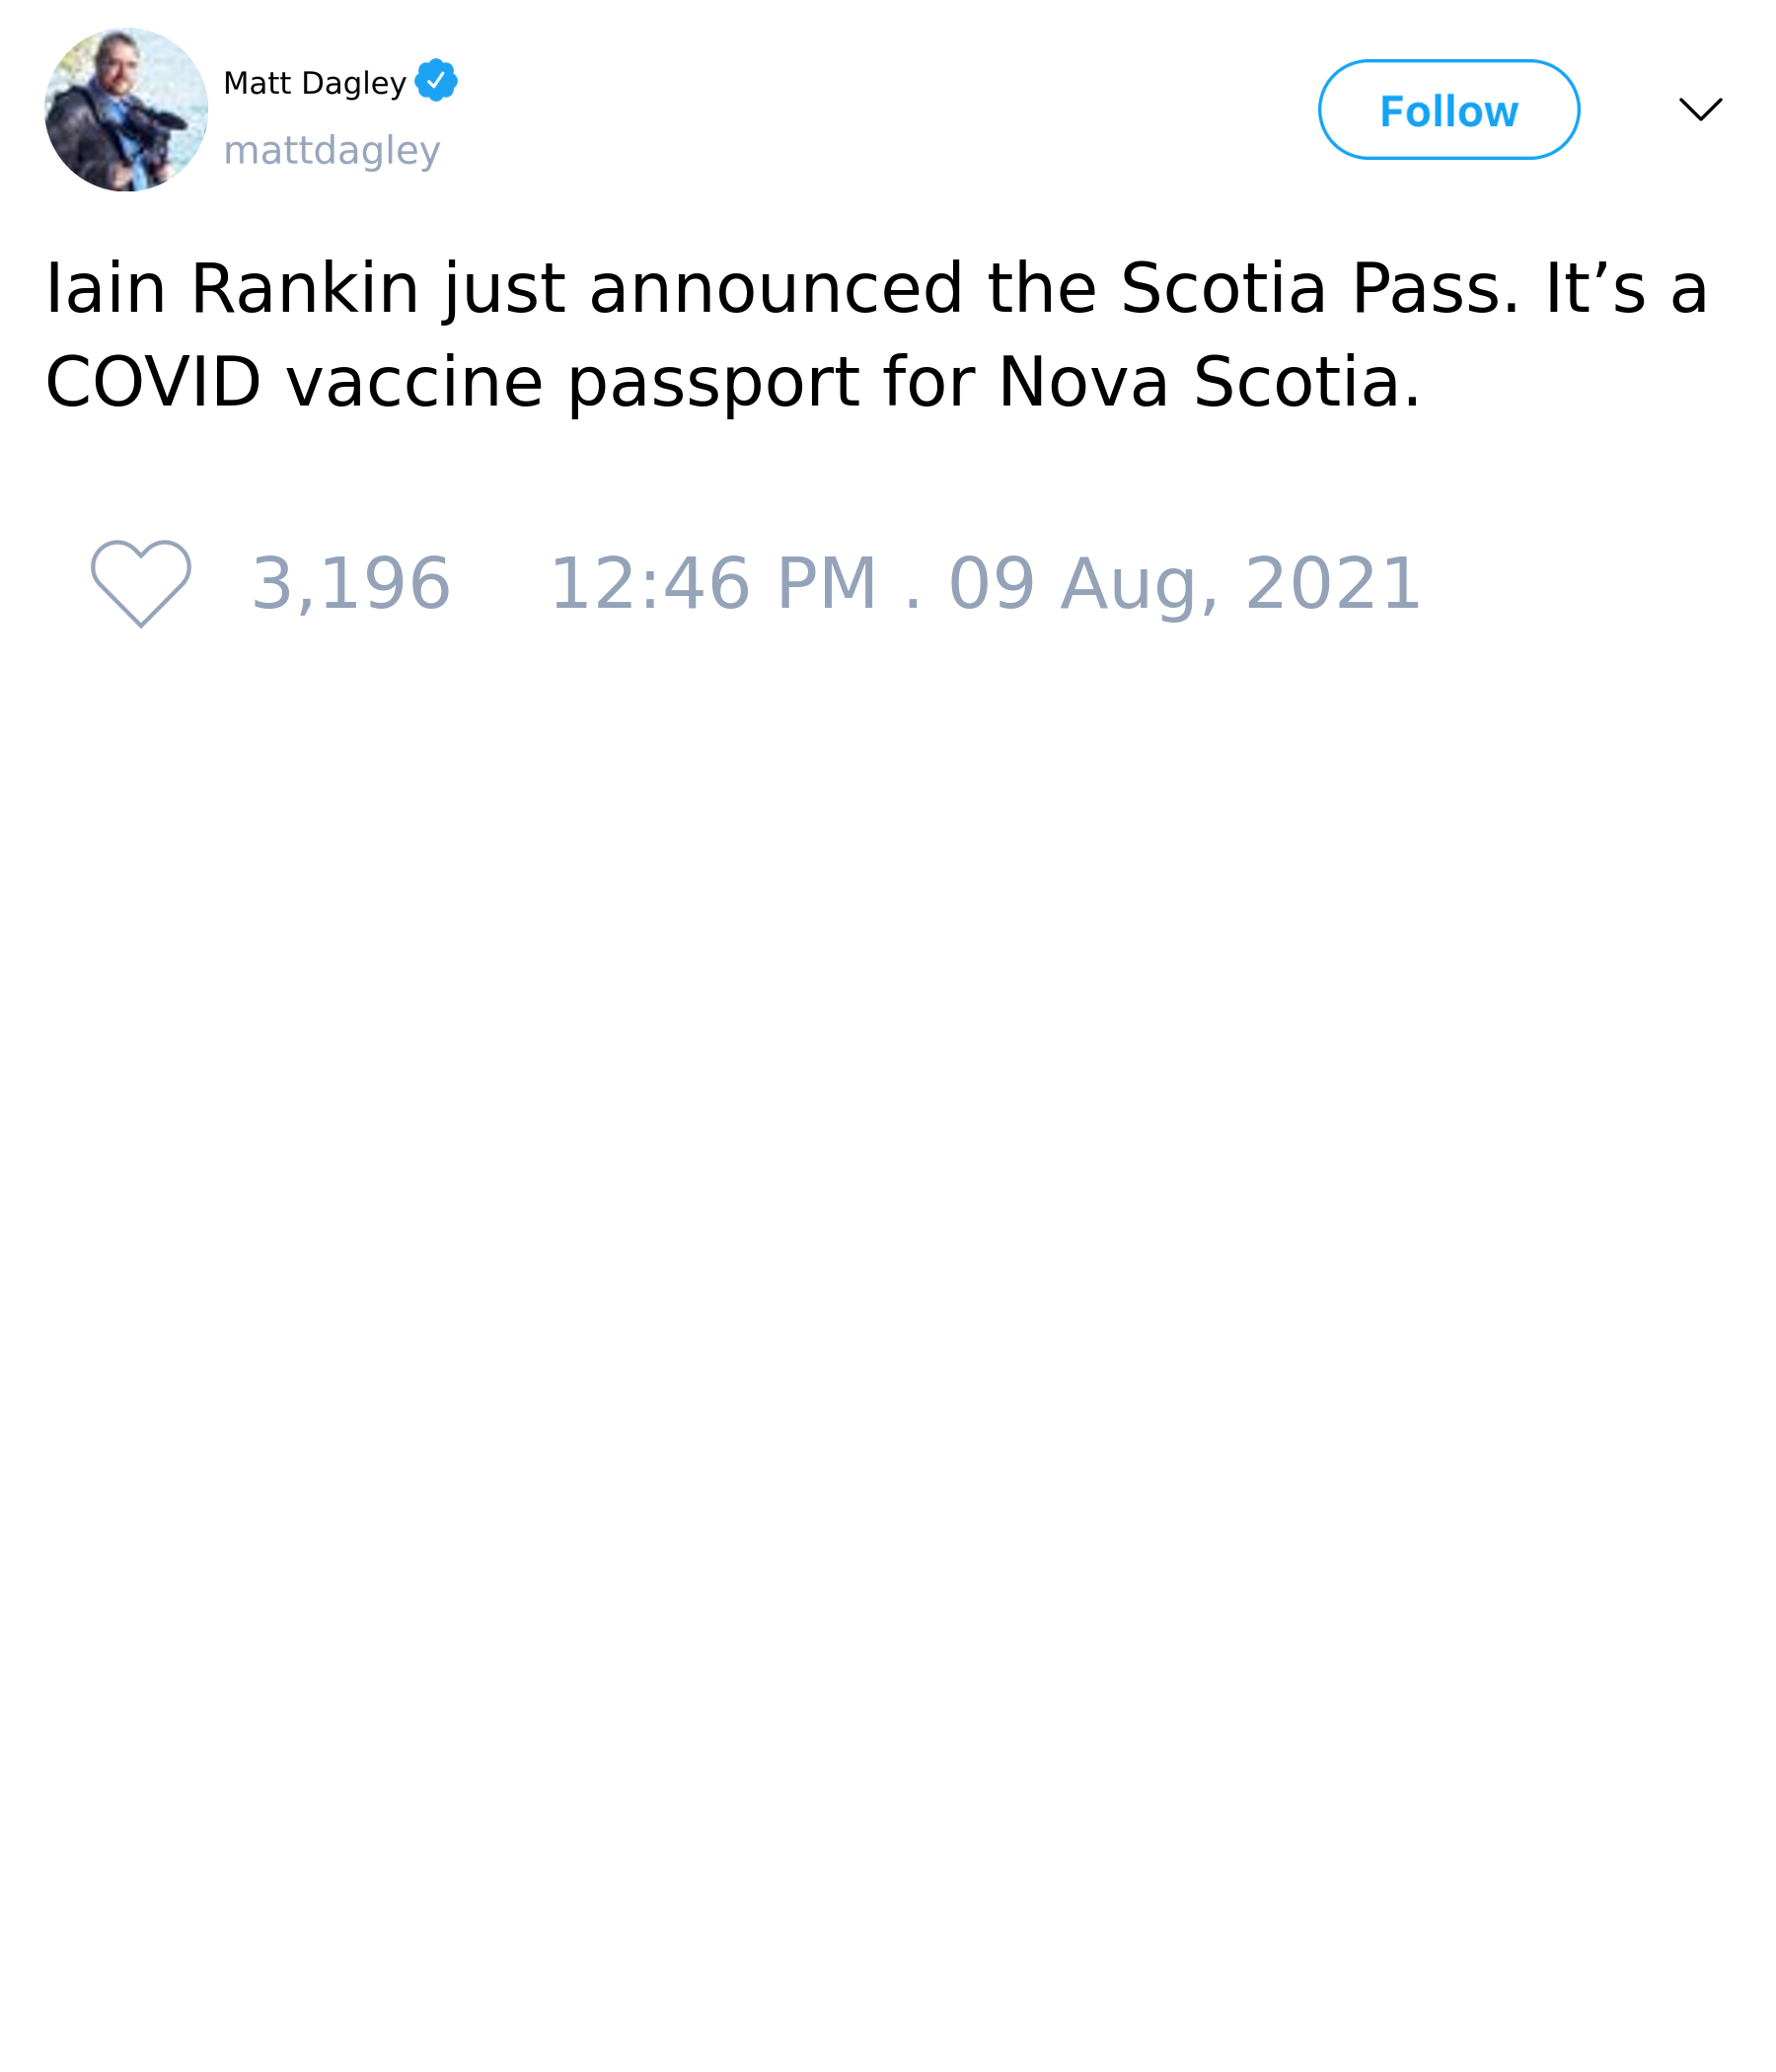 Matt Dagley
mattdagley
Follow
Iain Rankin just announced the Scotia Pass. It’s a
COVID vaccine passport for Nova Scotia.
3,196 12:46 PM . 09 Aug, 2021